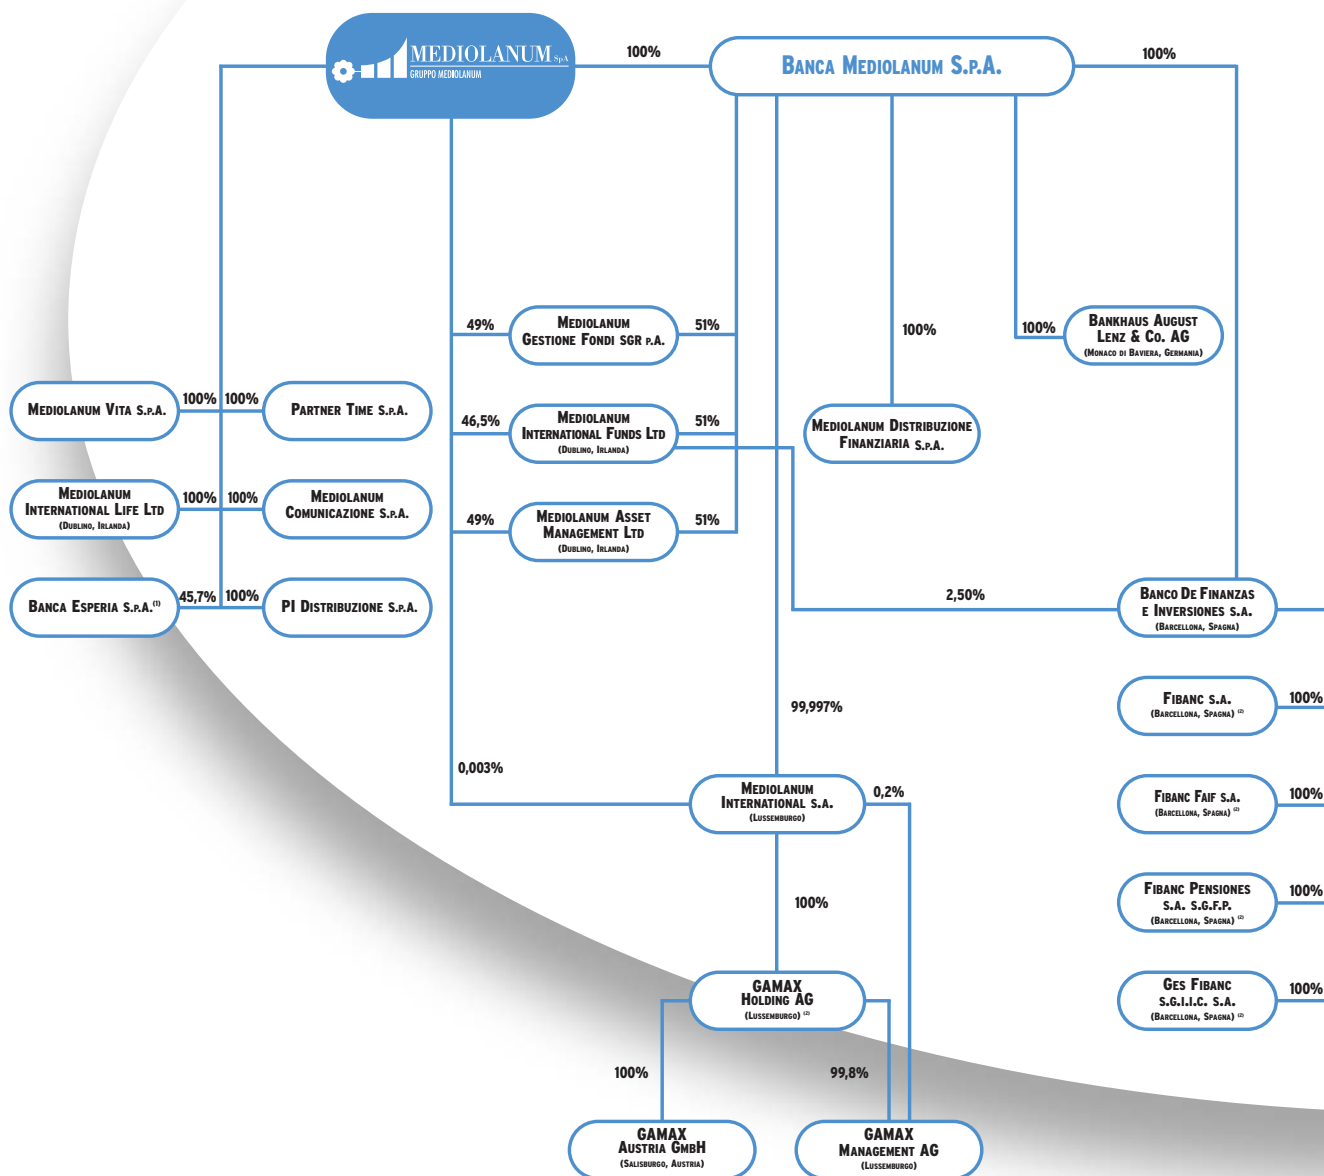 MEDIOLANUM SpA
GRUPPO MEDIOLANUM
100%
BANCA MEDIOLANUM S.P.A.
100%
49%
MEDIOLANUM
GESTIONE FONDI SGR P.A.
51%
100%
100%
BANKHAUS AUGUST
LENZ & CO. AG
(MONACO DI BAVIERA, GERMANIA)
MEDIOLANUM VITA S.P.A.
100%
100%
PARTNER TIME S.P.A.
46,5%
MEDIOLANUM
INTERNATIONAL FUNDS LTD
(DUBLINO, IRLANDA)
51%
MEDIOLANUM DISTRIBUZIONE
FINANZIARIA S.P.A.
MEDIOLANUM
INTERNATIONAL LIFE LTD
(DUBLINO, IRLANDA)
100%
100%
MEDIOLANUM
COMUNICAZIONE S.P.A.
49%
MEDIOLANUM ASSET
MANAGEMENT LTD
(DUBLINO, IRLANDA)
51%
BANCA ESPERIA S.P.A.(1)
45,7%
100%
PI DISTRIBUZIONE S.P.A.
2,50%
BANCO DE FINANZAS
E INVERSIONES S.A.
(BARCELLONA, SPAGNA)
99,997%
FIBANC S.A.
(BARCELLONA, SPAGNA) (2)
100%
0,003%
MEDIOLANUM
INTERNATIONAL S.A.
(LUSSEMBURGO)
0,2%
FIBANC FAIF S.A.
(BARCELLONA, SPAGNA) (2)
100%
100%
FIBANC PENSIONES
S.A. S.G.F.P.
(BARCELLONA, SPAGNA) (2)
100%
GAMAX
HOLDING AG
(LUSSEMBURGO) (2)
GES FIBANC
S.G.I.I.C. S.A.
(BARCELLONA, SPAGNA) (2)
100%
100%
99,8%
GAMAX
AUSTRIA GMBH
(SALISBURGO, AUSTRIA)
GAMAX
MANAGEMENT AG
(LUSSEMBURGO)